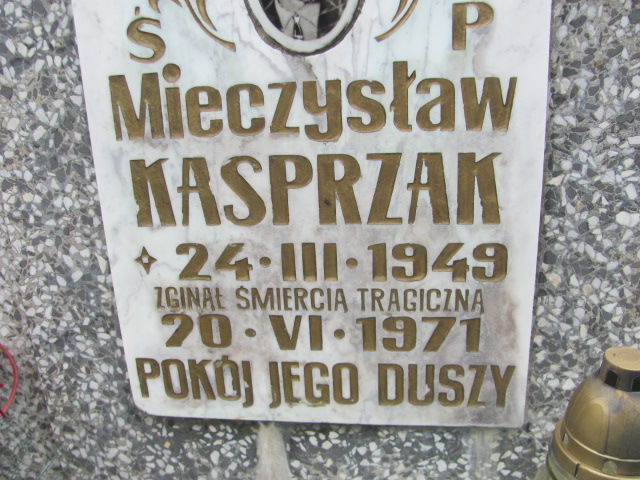 Ś P
Mieczysław
KASPRZAK
24·III·1949
ZGINĄŁ ŚMIERCIĄ TRAGICZNĄ
20·VI·1971
POKÓJ JEGO DUSZY